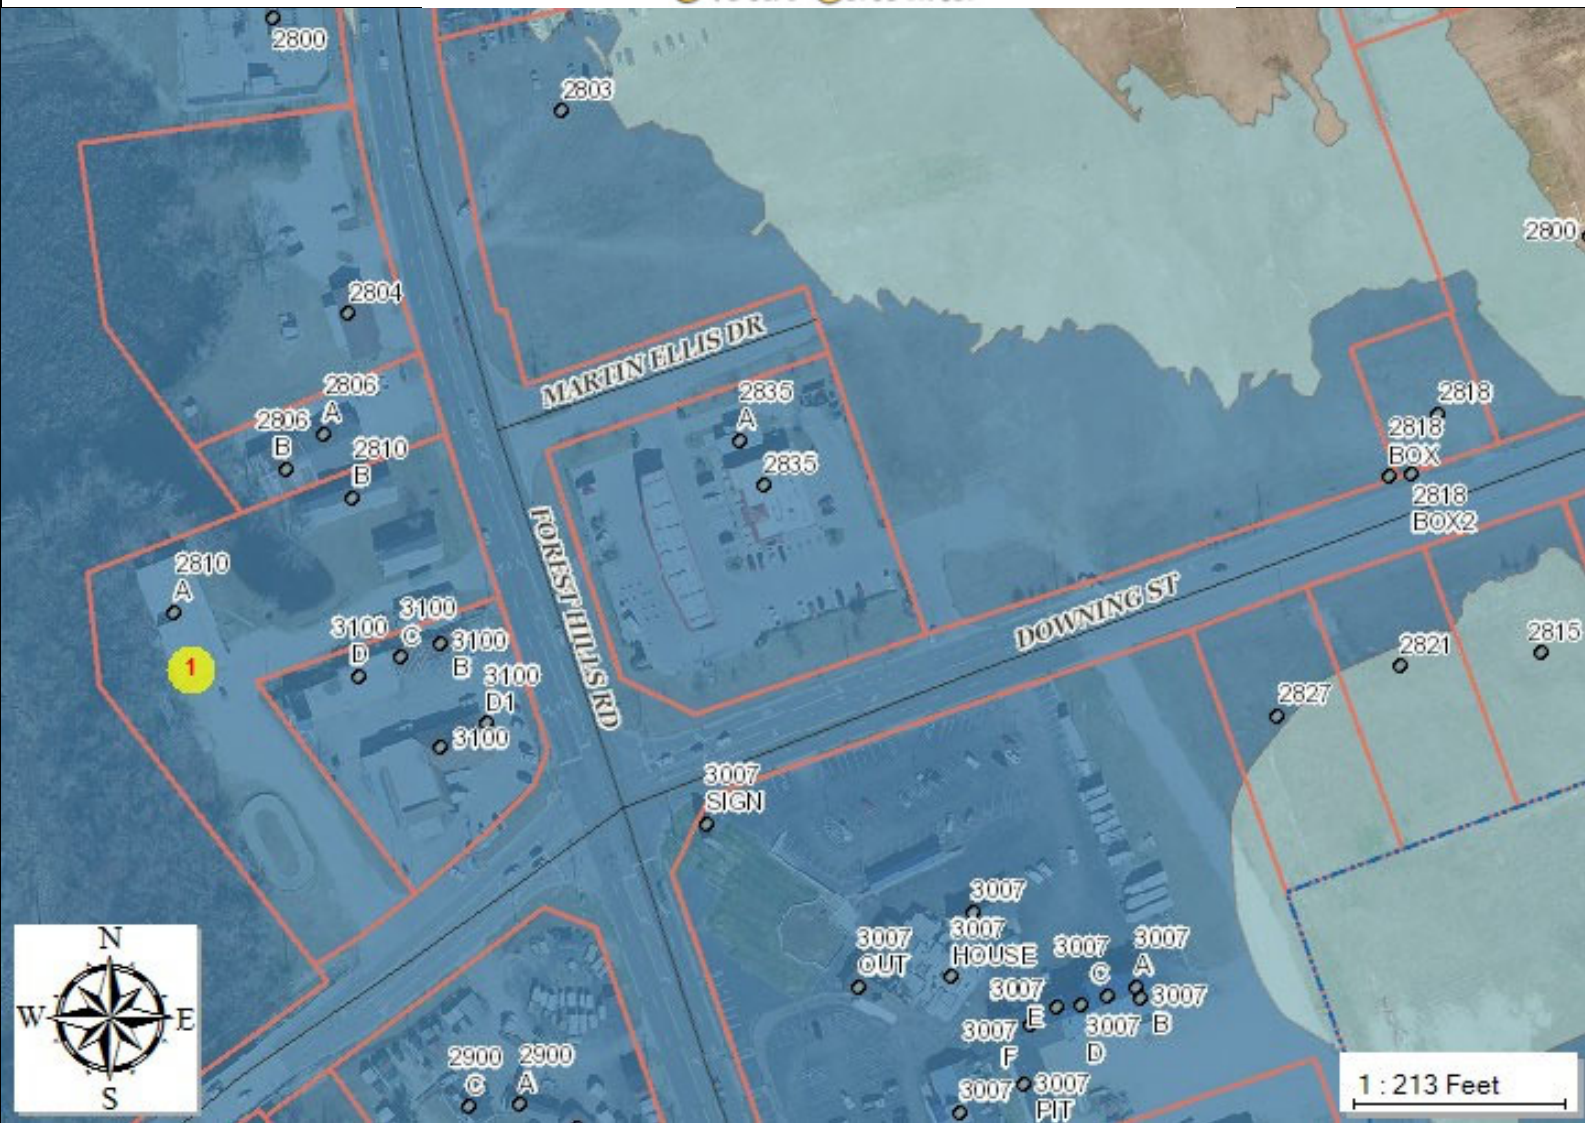 2800
2803
2800
2804
MARTIN ELLIS DR
2806
A
2806
B
2810
B
2835
A
2835
2818
2818
BOX
2818
BOX2
FOREST HILLS RD
2810
A
3100
C
3100
D
3100
B
3100
D1
3100
1
DOWNING ST
2815
2821
2827
3007
SIGN
3007
3007
HOUSE
3007
OUT
3007
C
3007
A
3007
B
3007
E
3007
D
3007
F
3007
3007
PIT
2900
C
2900
A
N
W
E
S
1 : 213 Feet